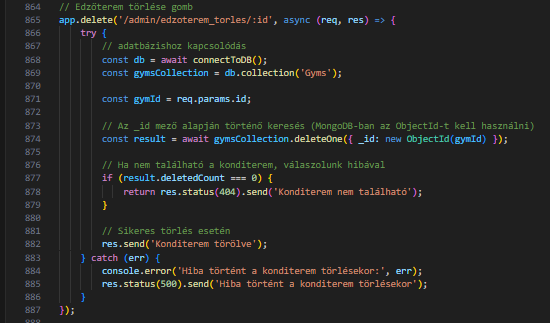 864 // Edzőterem törlése gomb
865 app.delete('/admin/edzoterem_torles/:id', async (req, res) => {
866 try {
867 // adatbázishoz kapcsolódás
868 const db = await connectToDB();
869 const gymsCollection = db.collection('Gyms');
870
871 const gymId = req.params.id;
872
873 // Az _id mező alapján történő keresés (MongoDB-ban az ObjectId-t kell használni)
874 const result = await gymsCollection.deleteOne({ _id: new ObjectId(gymId) });
875
876 // Ha nem található a konditerem, válaszolunk hibával
877 if (result.deletedCount === 0) {
878 return res.status(404).send('Konditerem nem található');
879 }
880
881 // Sikeres törlés esetén
882 res.send('Konditerem törölve');
883 } catch (err) {
884 console.error('Hiba történt a konditerem törlésekor:', err);
885 res.status(500).send('Hiba történt a konditerem törlésekor');
886 }
887 });
888